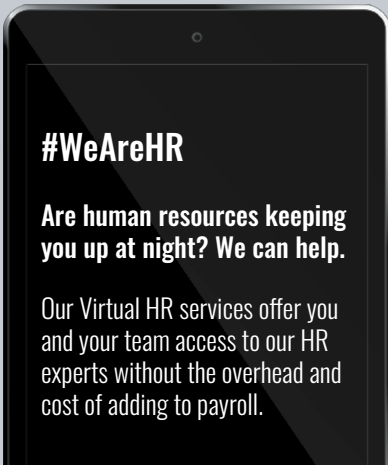 #WeAreHR
Are human resources keeping
you up at night? We can help.
Our Virtual HR services offer you
and your team access to our HR
experts without the overhead and
cost of adding to payroll.